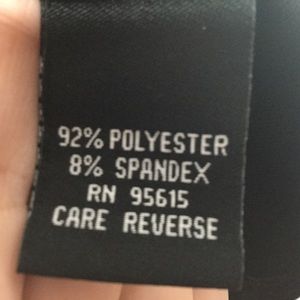 92% POLYESTER
8% SPANDEX
RN 95615
CARE REVERSE